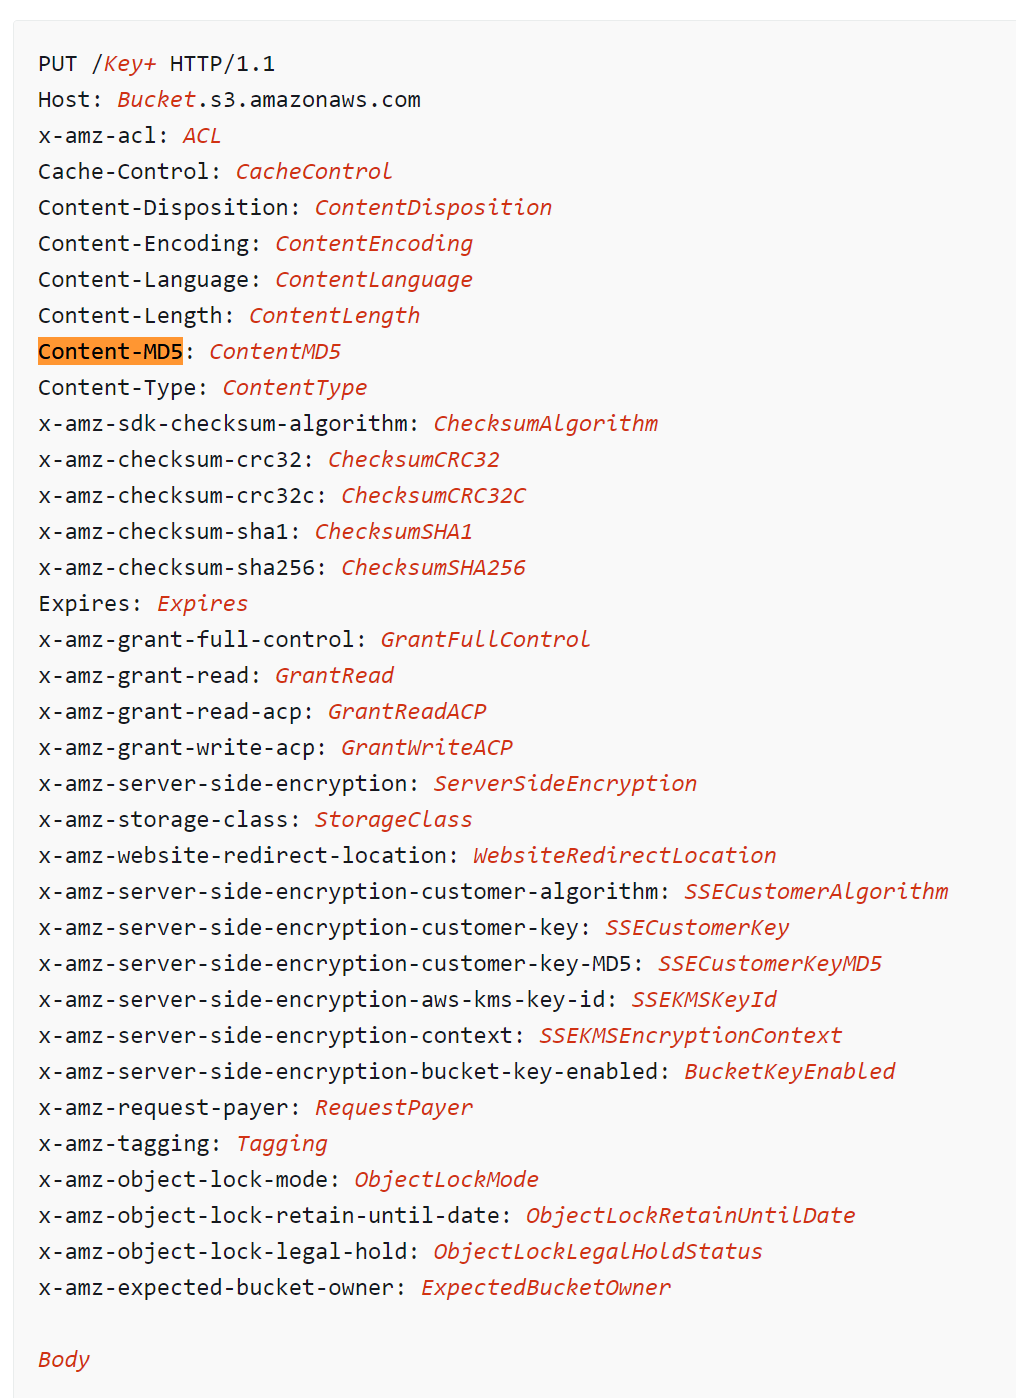 PUT /Key+ HTTP/1.1
Host: Bucket.s3.amazonaws.com
x-amz-acl: ACL
Cache-Control: CacheControl
Content-Disposition: ContentDisposition
Content-Encoding: ContentEncoding
Content-Language: ContentLanguage
Content-Length: ContentLength
Content-MD5: ContentMD5
Content-Type: ContentType
x-amz-sdk-checksum-algorithm: ChecksumAlgorithm
x-amz-checksum-crc32: ChecksumCRC32
x-amz-checksum-crc32c: ChecksumCRC32C
x-amz-checksum-sha1: ChecksumSHA1
x-amz-checksum-sha256: ChecksumSHA256
Expires: Expires
x-amz-grant-full-control: GrantFullControl
x-amz-grant-read: GrantRead
x-amz-grant-read-acp: GrantReadACP
x-amz-grant-write-acp: GrantWriteACP
x-amz-server-side-encryption: ServerSideEncryption
x-amz-storage-class: StorageClass
x-amz-website-redirect-location: WebsiteRedirectLocation
x-amz-server-side-encryption-customer-algorithm: SSECustomerAlgorithm
x-amz-server-side-encryption-customer-key: SSECustomerKey
x-amz-server-side-encryption-customer-key-MD5: SSECustomerKeyMD5
x-amz-server-side-encryption-aws-kms-key-id: SSEKMSKeyId
x-amz-server-side-encryption-context: SSEKMSEncryptionContext
x-amz-server-side-encryption-bucket-key-enabled: BucketKeyEnabled
x-amz-request-payer: RequestPayer
x-amz-tagging: Tagging
x-amz-object-lock-mode: ObjectLockMode
x-amz-object-lock-retain-until-date: ObjectLockRetainUntilDate
x-amz-object-lock-legal-hold: ObjectLockLegalHoldStatus
x-amz-expected-bucket-owner: ExpectedBucketOwner
Body